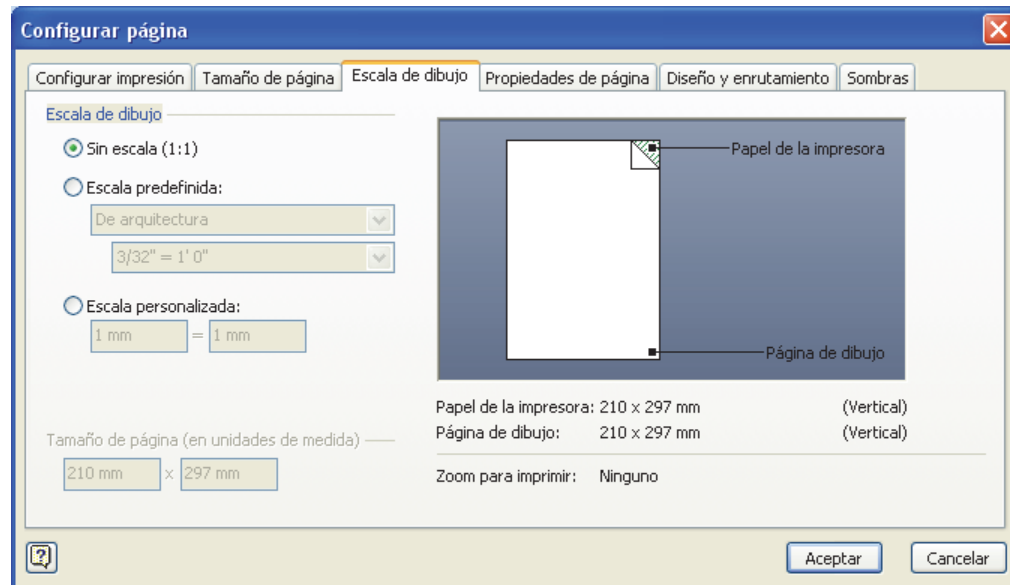 Configurar página
Configurar impresión Tamaño de página Escala de dibujo Propiedades de página Diseño y enrutamiento Sombras
Escala de dibujo
Sin escala (1:1)
Escala predefinida:
De arquitectura
3/32" = 1' 0"
Escala personalizada:
1 mm = 1 mm
Tamaño de página (en unidades de medida)
210 mm x 297 mm
Papel de la impresora
Página de dibujo
Papel de la impresora: 210 x 297 mm (Vertical)
Página de dibujo: 210 x 297 mm (Vertical)
Zoom para imprimir: Ninguno
?
Aceptar Cancelar